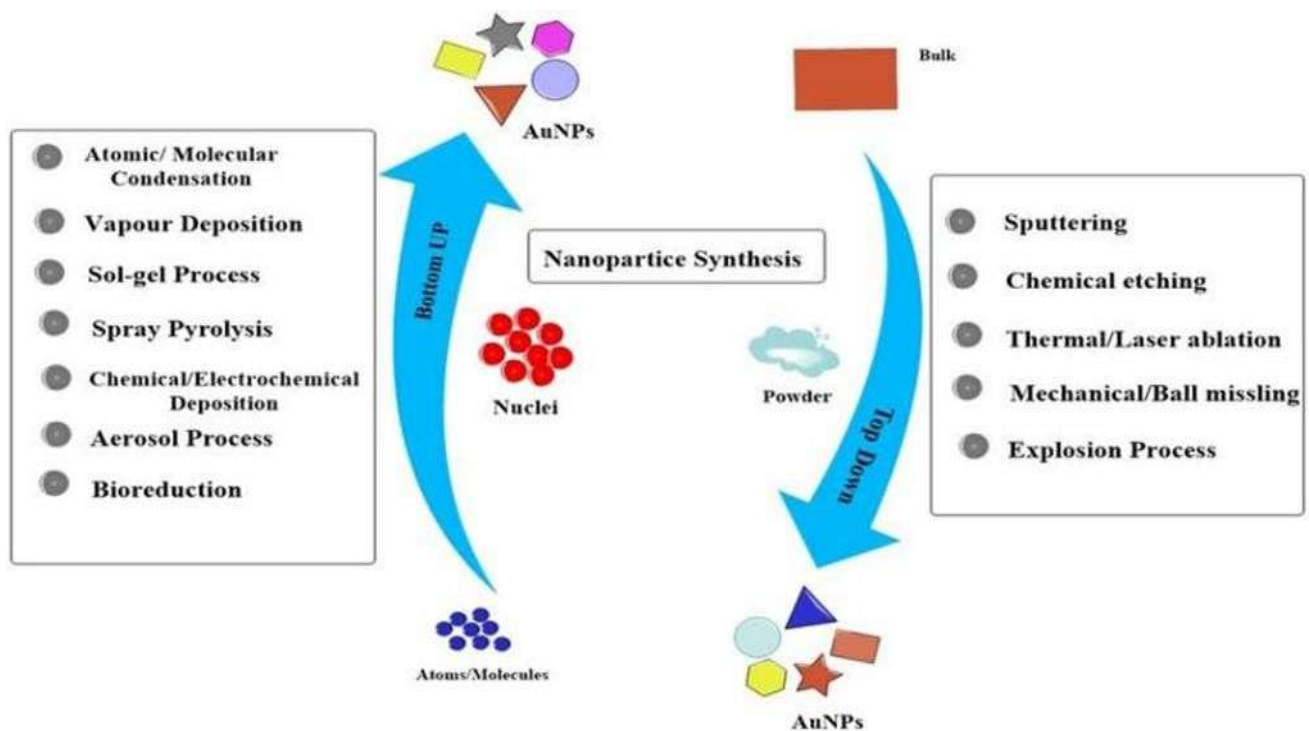 AuNPs
Bulk
Atomic/ Molecular
Condensation
Vapour Deposition
Sol-gel Process
Spray Pyrolysis
Chemical/Electrochemical
Deposition
Aerosol Process
Bioreduction
Bottom UP
Nanopartice Synthesis
Nuclei
Powder
Top Down
Sputtering
Chemical etching
Thermal/Laser ablation
Mechanical/Ball missling
Explosion Process
Atoms/Molecules
AuNPs